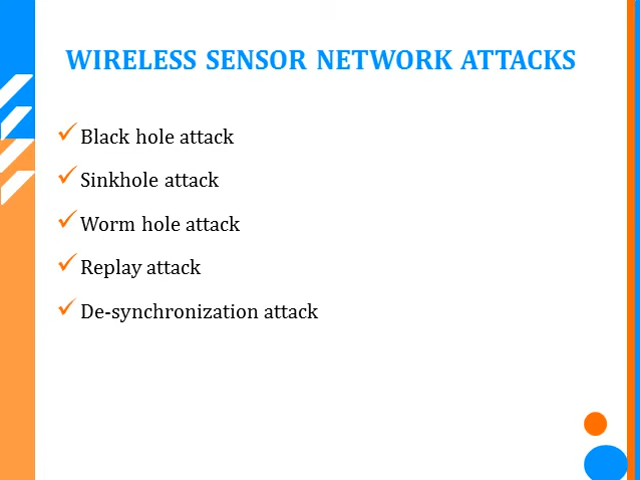 WIRELESS SENSOR NETWORK ATTACKS
Black hole attack
Sinkhole attack
Worm hole attack
Replay attack
De-synchronization attack